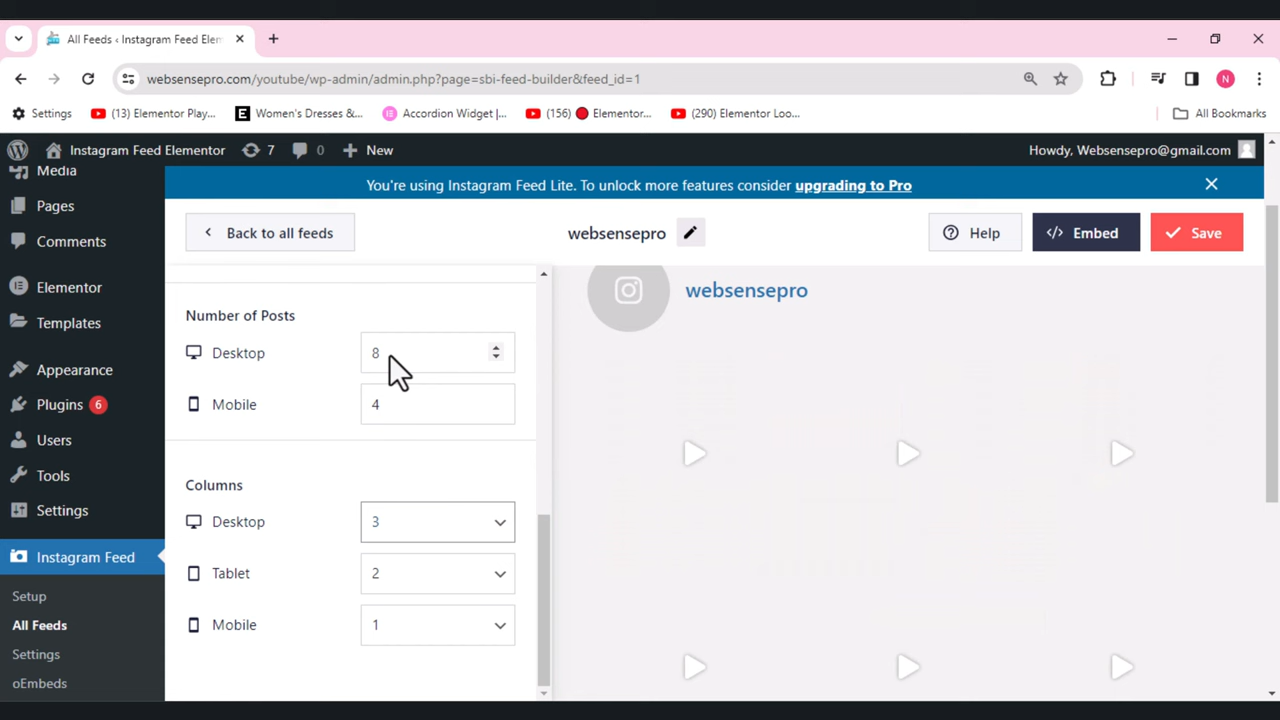 All Feeds ‹ Instagram Feed Elem
websensepro.com/youtube/wp-admin/admin.php?page=sbi-feed-builder&feed_id=1
N
Settings
(13) Elementor Play...
E
Women's Dresses &...
Accordion Widget |...
(156) 🔴 Elementor...
(290) Elementor Loo...
All Bookmarks
Instagram Feed Elementor
7
0
New
Howdy, Websensepro@gmail.com
You're using Instagram Feed Lite. To unlock more features consider upgrading to Pro
Media
Pages
Comments
Elementor
Templates
Appearance
Plugins 6
Users
Tools
Settings
Instagram Feed
Setup
All Feeds
Settings
oEmbeds
Back to all feeds
websensepro
Help
</> Embed
Save
Number of Posts
Desktop 8
Mobile 4
Columns
Desktop 3
Tablet 2
Mobile 1
websensepro